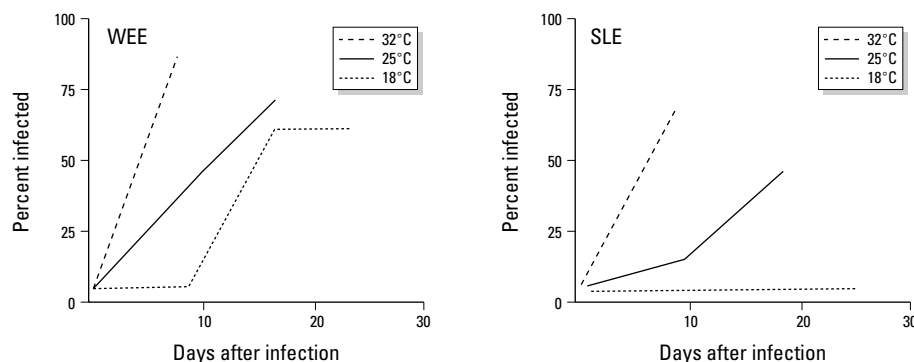 WEE
32°C
25°C
18°C
Percent infected
100
75
50
25
0
10
20
30
Days after infection
SLE
32°C
25°C
18°C
Percent infected
100
75
50
25
0
10
20
30
Days after infection